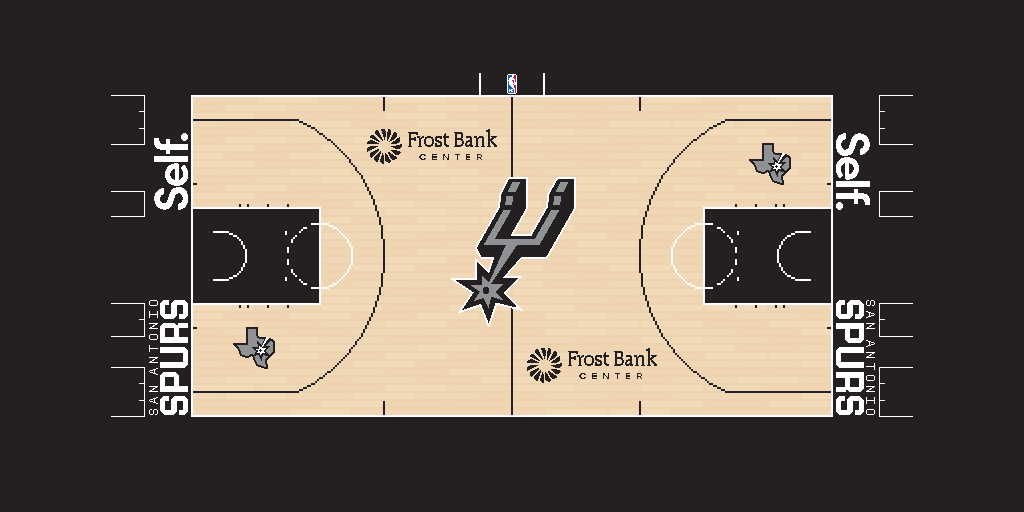 Frost Bank
CENTER
Self.
Self.
SAN ANTONIO
SPURS
SAN ANTONIO
SPURS
Frost Bank
CENTER